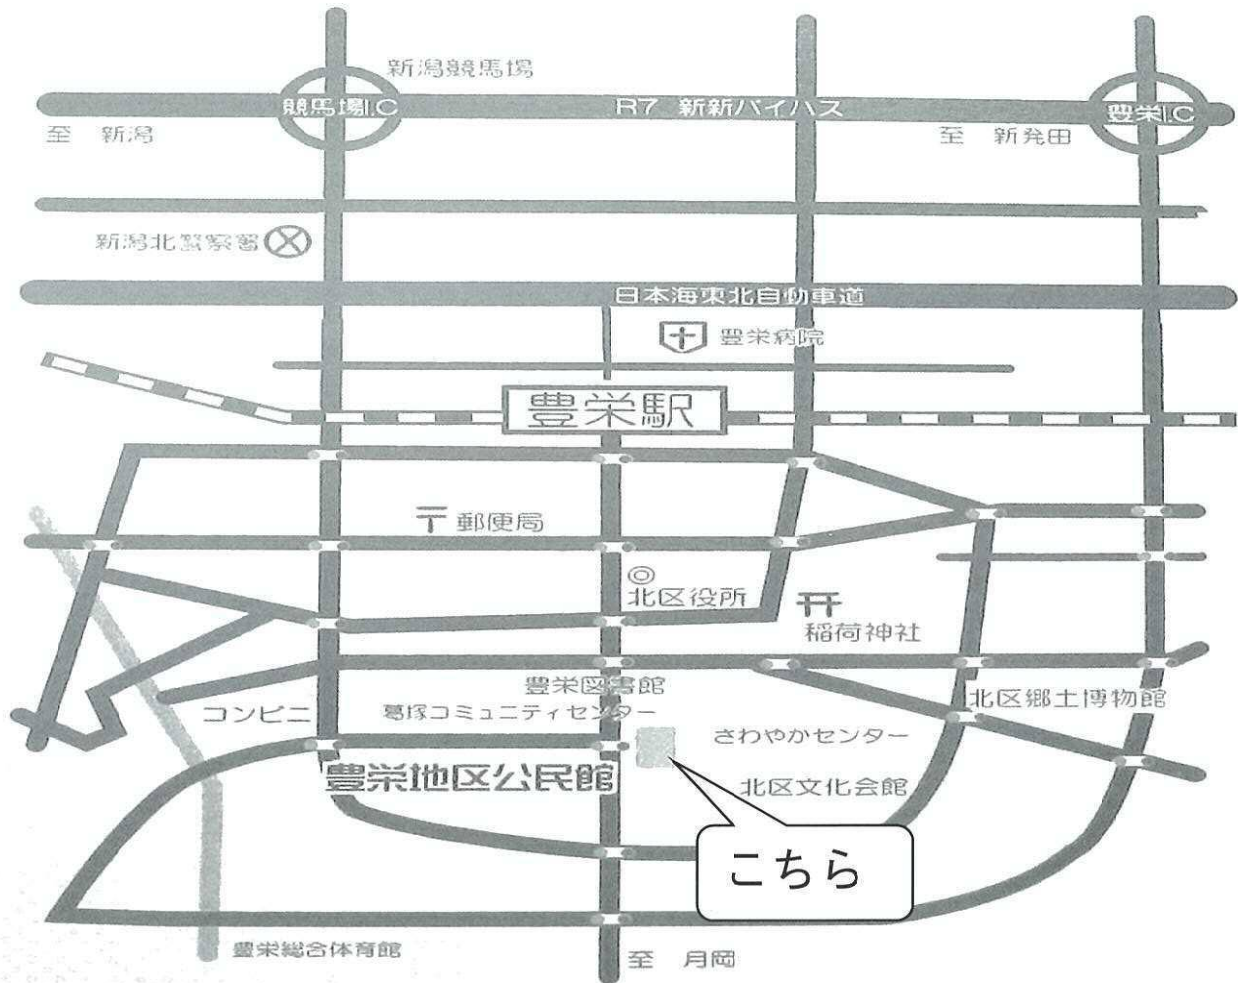 新潟競馬場
競馬場I.C
R7 新新バイパス
豊栄I.C
至 新潟
至 新発田
新潟北警察署
日本海東北自動車道
豊栄病院
豊栄駅
〒郵便局
北区役所
稲荷神社
豊栄図書館
北区郷土博物館
コンビニ
葛塚コミュニティセンター
さわやかセンター
豊栄地区公民館
北区文化会館
こちら
豊栄総合体育館
至 月岡